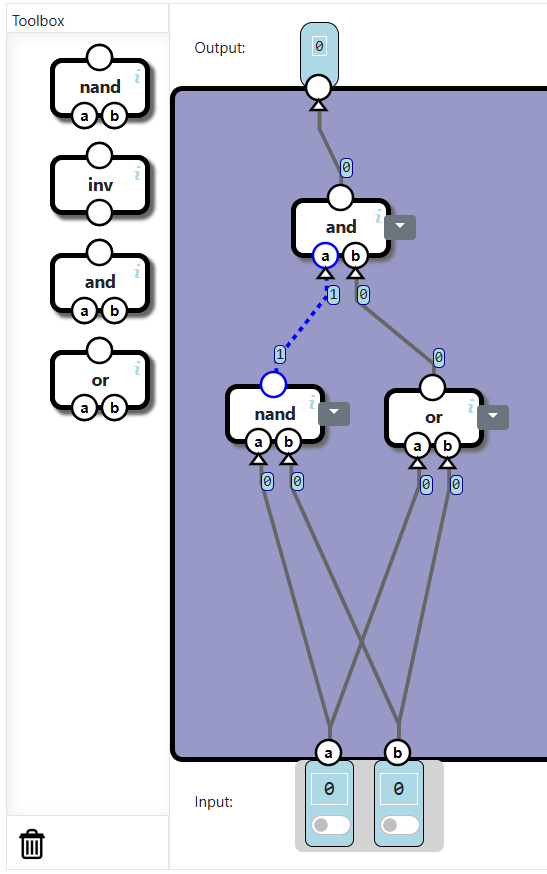 Toolbox
Output:
0
i
nand
a b
i
inv
i
and
a b
i
or
a b
0
i
and
a b
1 0
1 0
i
nand
a b
i
or
a b
0 0 0 0
a b
Input:
0 0